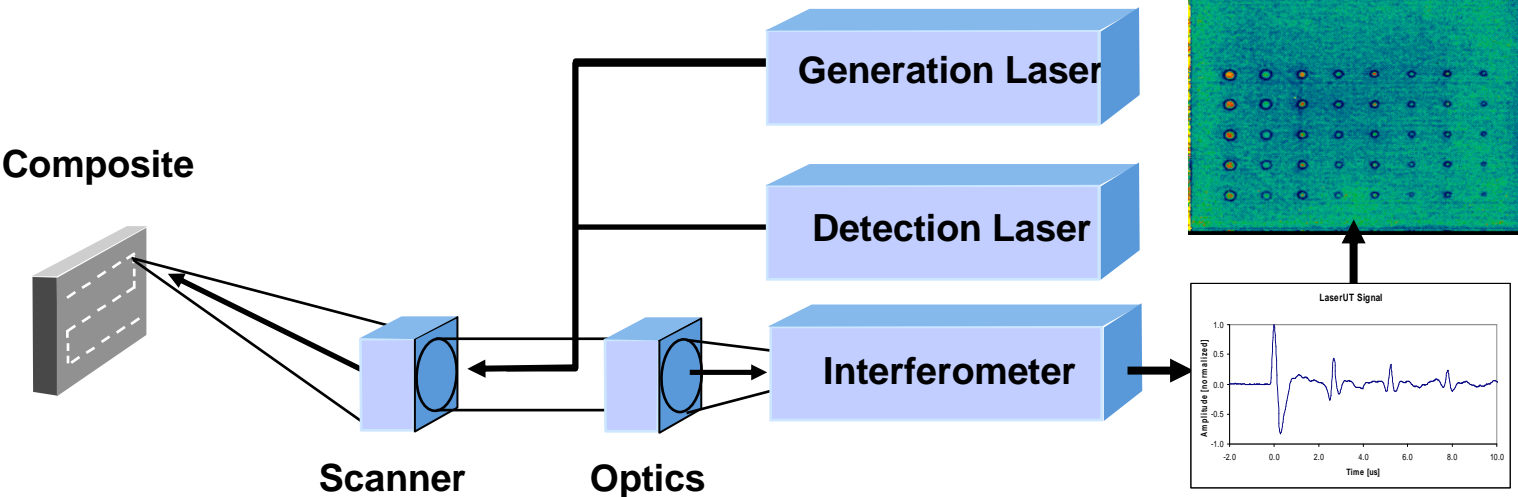 Generation Laser
Composite
Detection Laser
Interferometer
Scanner
Optics
LaserUT Signal
Amplitude [normalized]
1.0
0.5
0.0
-0.5
-1.0
-2.0 0.0 2.0 4.0 6.0 8.0 10.0
Time [us]